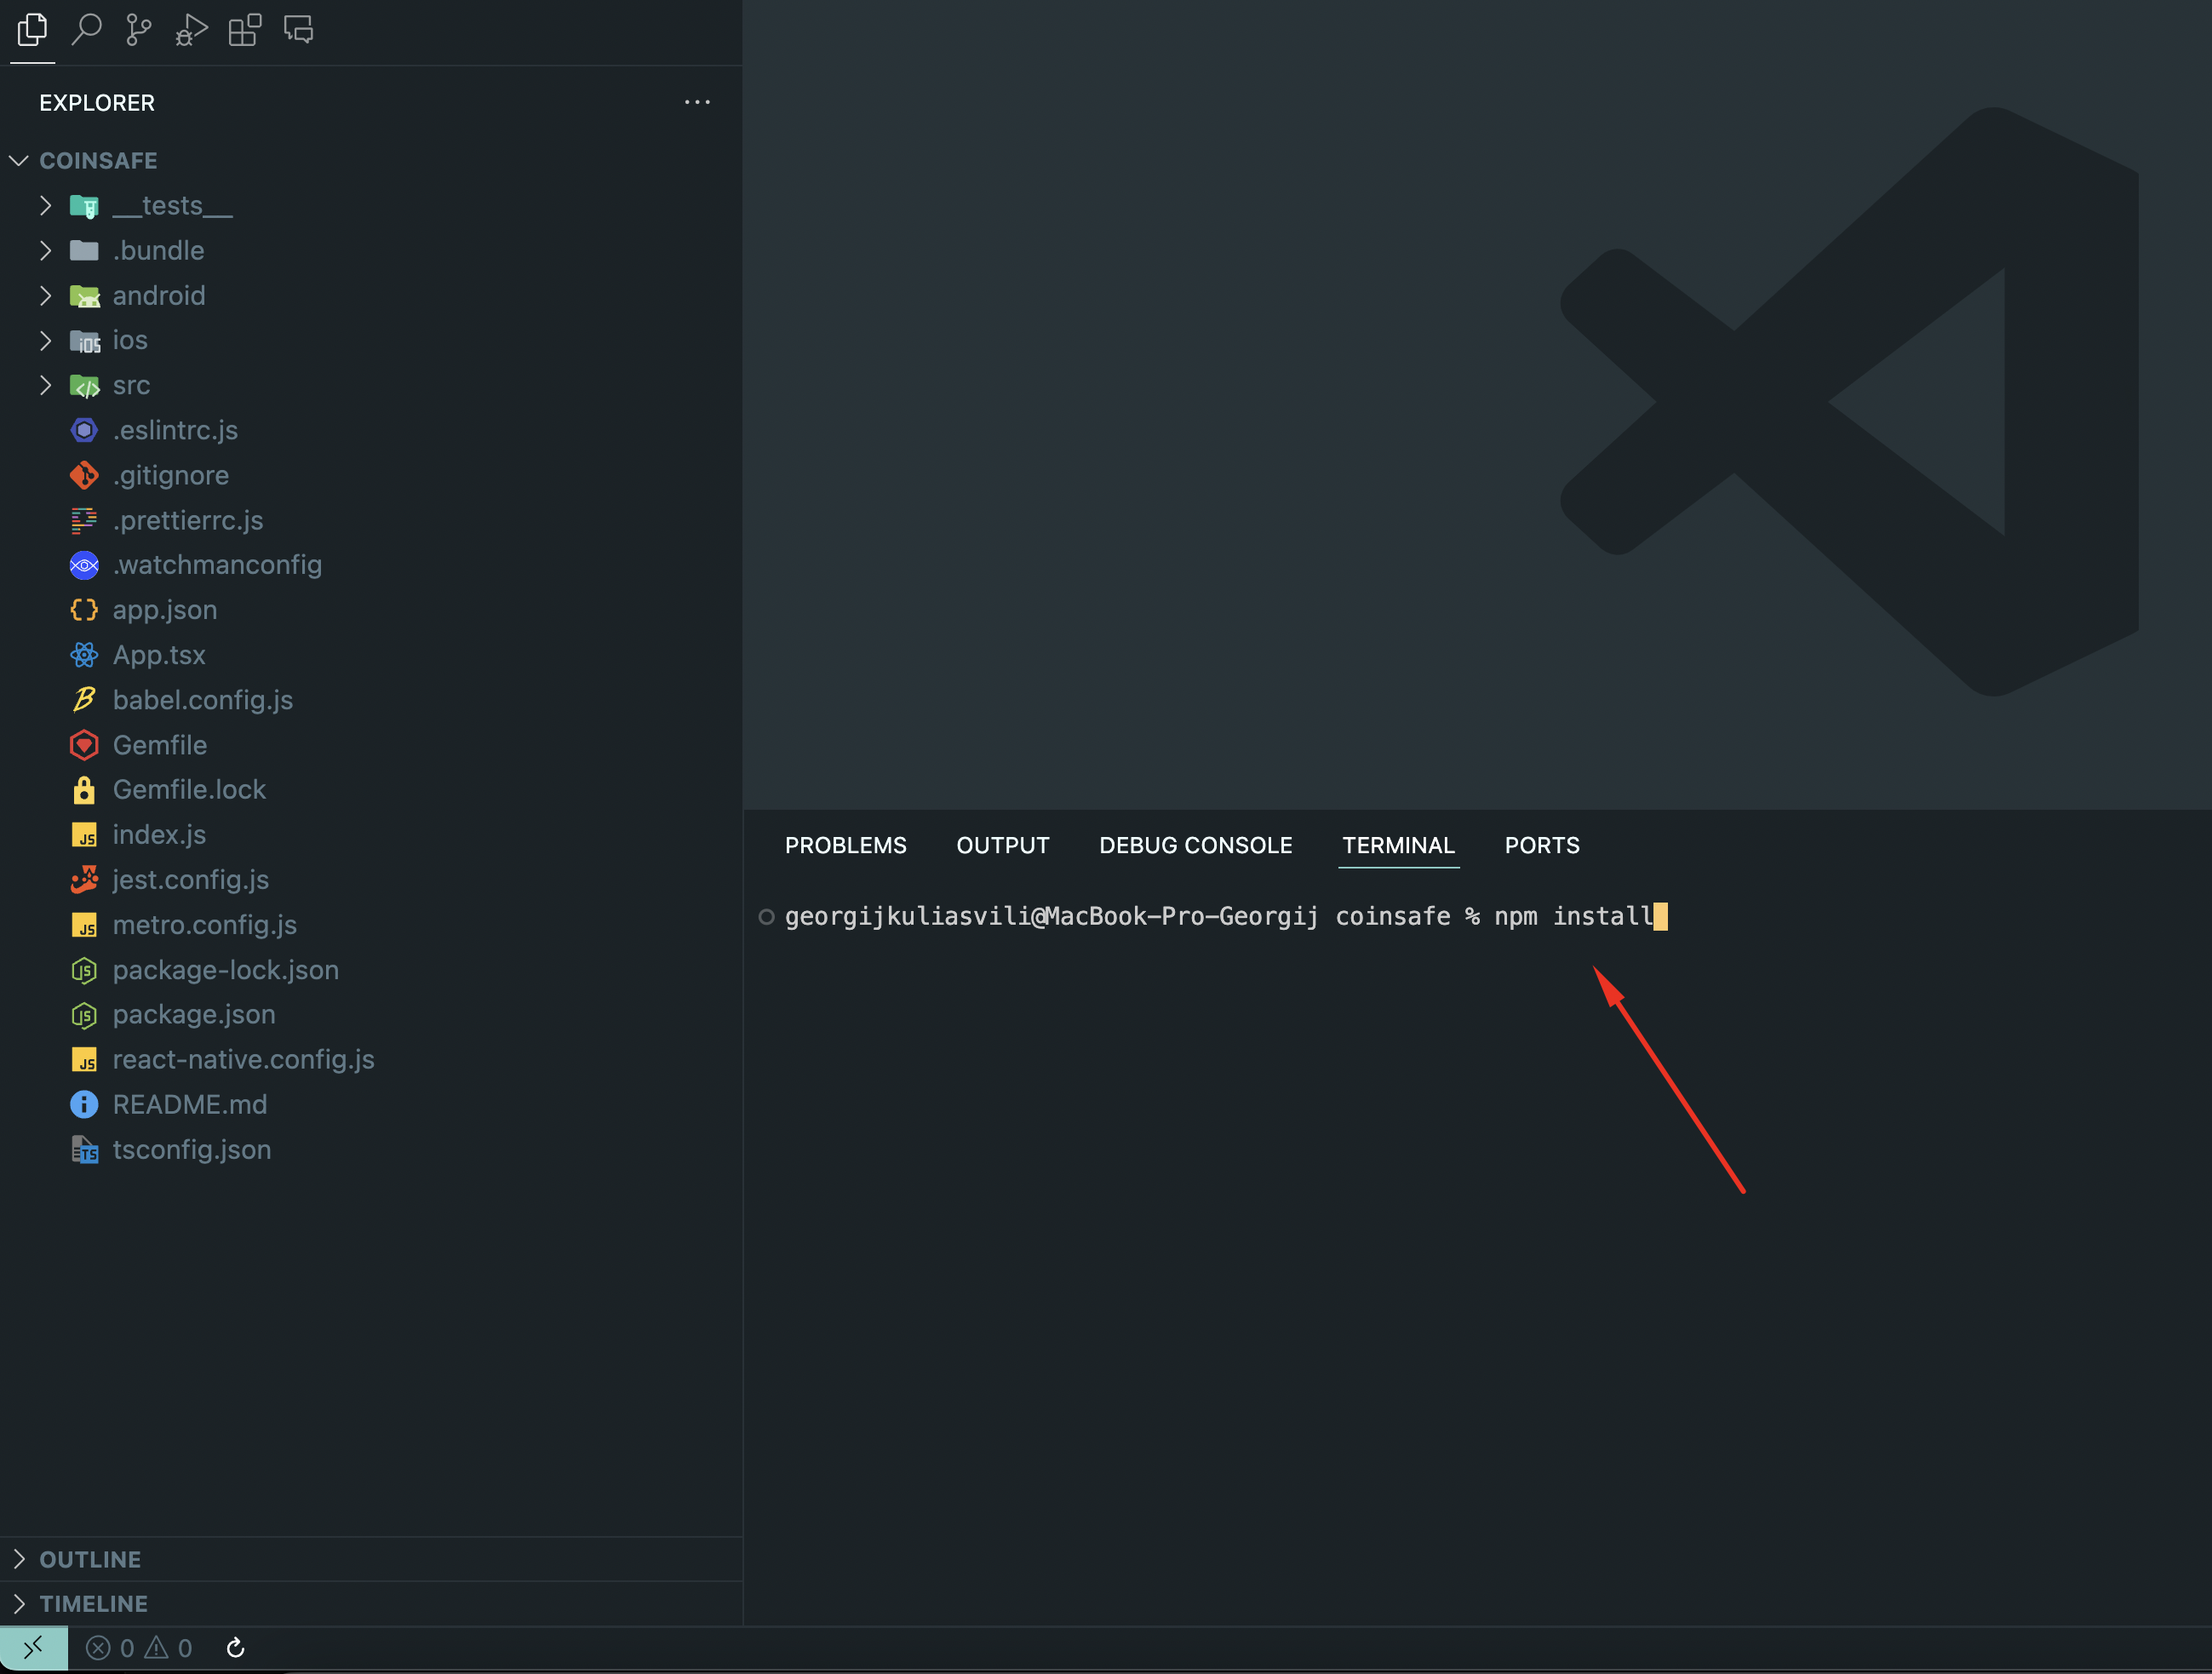 EXPLORER
COINSAFE
__tests__
.bundle
android
ios
src
.eslintrc.js
.gitignore
.prettierrc.js
.watchmanconfig
app.json
App.tsx
babel.config.js
Gemfile
Gemfile.lock
index.js
jest.config.js
metro.config.js
package-lock.json
package.json
react-native.config.js
README.md
tsconfig.json
OUTLINE
TIMELINE
0 0
PROBLEMS OUTPUT DEBUG CONSOLE TERMINAL PORTS
georgijkuliasvili@MacBook-Pro-Georgij coinsafe % npm install